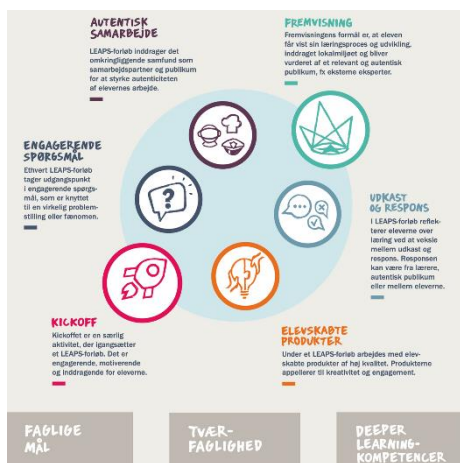 AUTENTISK
SAMARBEJDE
LEAPS-forløb inddrager det
omkringliggende samfund som
samarbejdspartner og publikum
for at styrke autenticiteten
af elevernes arbejde.
FREMVISNING
Fremvisningens formål er, at eleven
får vist sin læringsproces og udvikling,
inddraget lokalmiljøet og bliver
vurderet af et relevant og autentisk
publikum, fx eksterne eksperter.
ENGAGERENDE
SPØRGSMÅL
Ethvert LEAPS-forløb
tager udgangspunkt
i engagerende spørgs-
mål, som er knyttet
til en virkelig problem-
stilling eller fænomen.
?
UDKAST
OG RESPONS
I LEAPS-forløb reflek-
terer eleverne over
læring ved at veksle
mellem udkast og
respons. Responsen
kan være fra lærere,
autentisk publikum
eller mellem eleverne.
KICKOFF
Kickoffet er en særlig
aktivitet, der igangsætter
et LEAPS-forløb. Det er
engagerende, motiverende
og inddragende for eleverne.
ELEVSKABTE
PRODUKTER
Under et LEAPS-forløb arbejdes med elev-
skabte produkter af høj kvalitet. Produkterne
appellerer til kreativitet og engagement.
FAGLIGE
MÅL
TVÆR-
FAGLIGHED
DEEPER
LEARNING-
KOMPETENCER